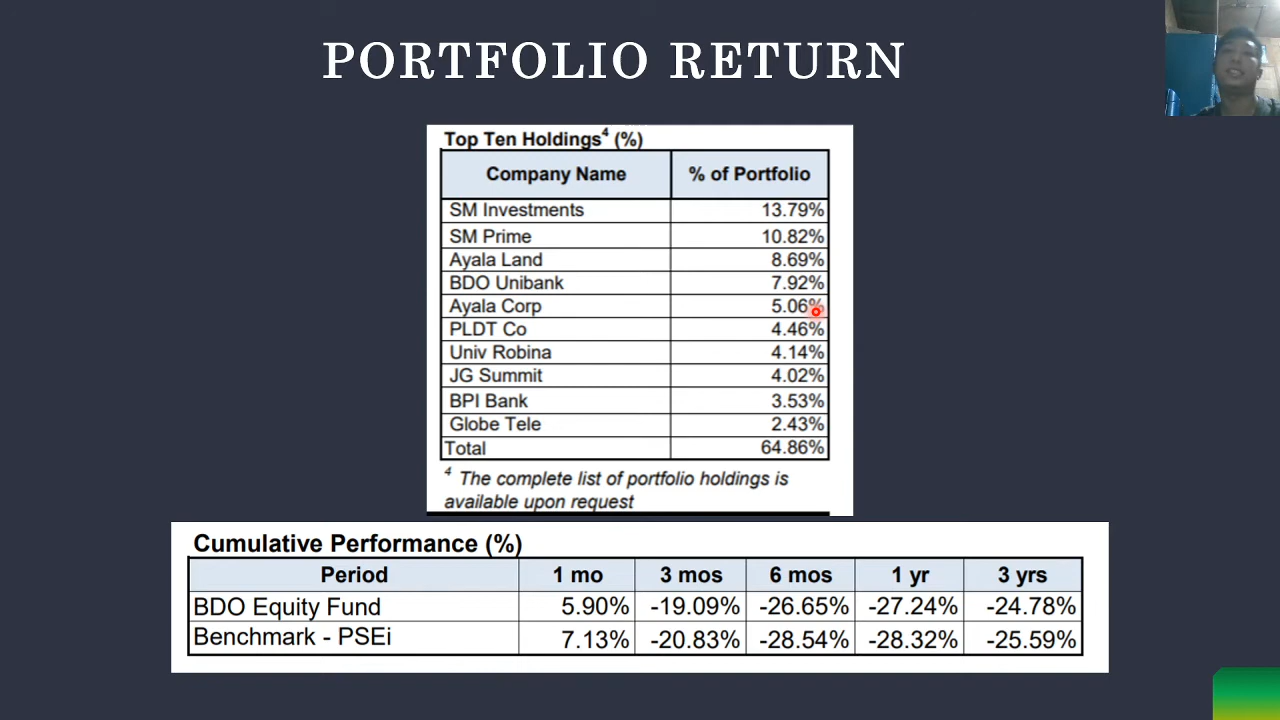 PORTFOLIO RETURN
Top Ten Holdings⁴ (%)
Company Name % of Portfolio
SM Investments 13.79%
SM Prime 10.82%
Ayala Land 8.69%
BDO Unibank 7.92%
Ayala Corp 5.06%
PLDT Co 4.46%
Univ Robina 4.14%
JG Summit 4.02%
BPI Bank 3.53%
Globe Tele 2.43%
Total 64.86%
⁴ The complete list of portfolio holdings is
available upon request
Cumulative Performance (%)
Period 1 mo 3 mos 6 mos 1 yr 3 yrs
BDO Equity Fund 5.90% -19.09% -26.65% -27.24% -24.78%
Benchmark - PSEi 7.13% -20.83% -28.54% -28.32% -25.59%